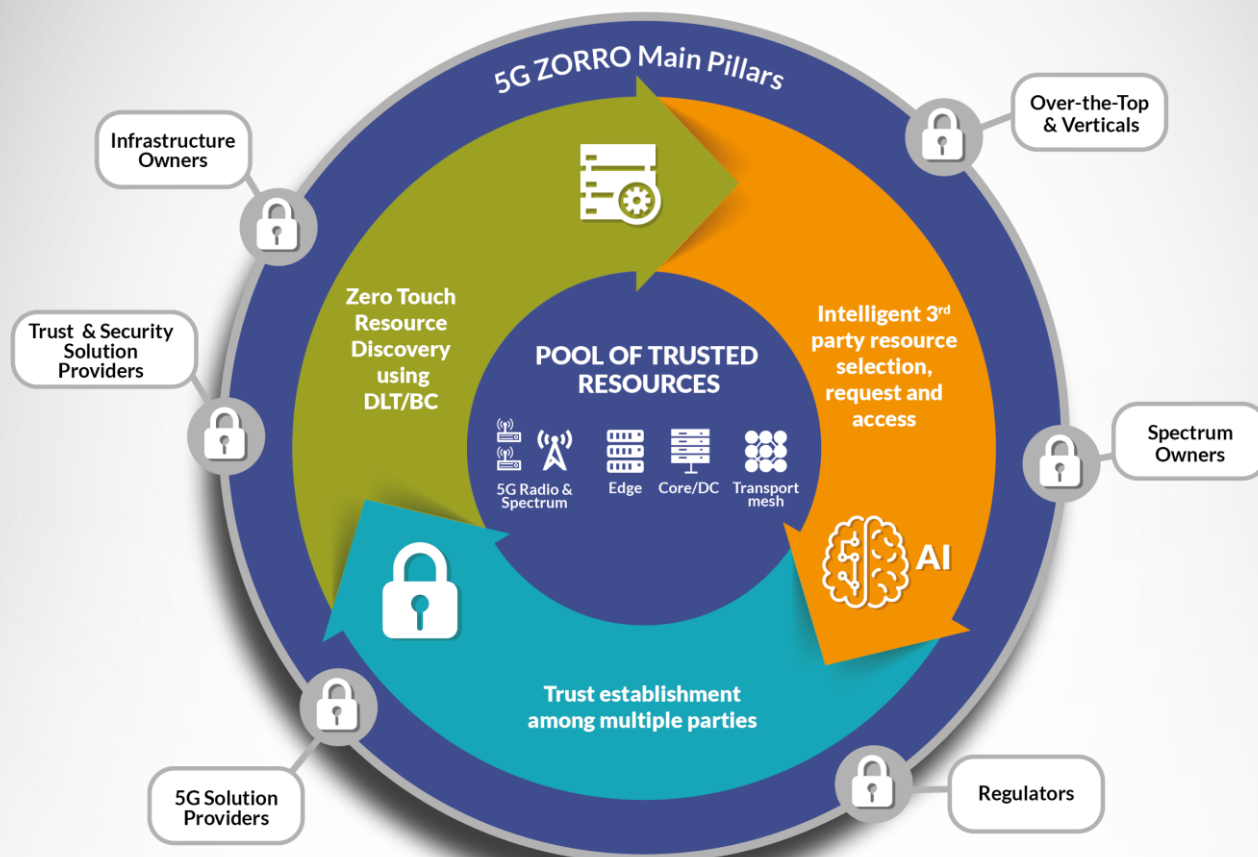 5G ZORRO Main Pillars
Infrastructure
Owners
Over-the-Top
& Verticals
Trust & Security
Solution
Providers
Zero Touch
Resource
Discovery
using
DLT/BC
POOL OF TRUSTED
RESOURCES
5G Radio &
Spectrum
Edge
Core/DC
Transport
mesh
Intelligent 3rd
party resource
selection,
request and
access
AI
Spectrum
Owners
Trust establishment
among multiple parties
5G Solution
Providers
Regulators